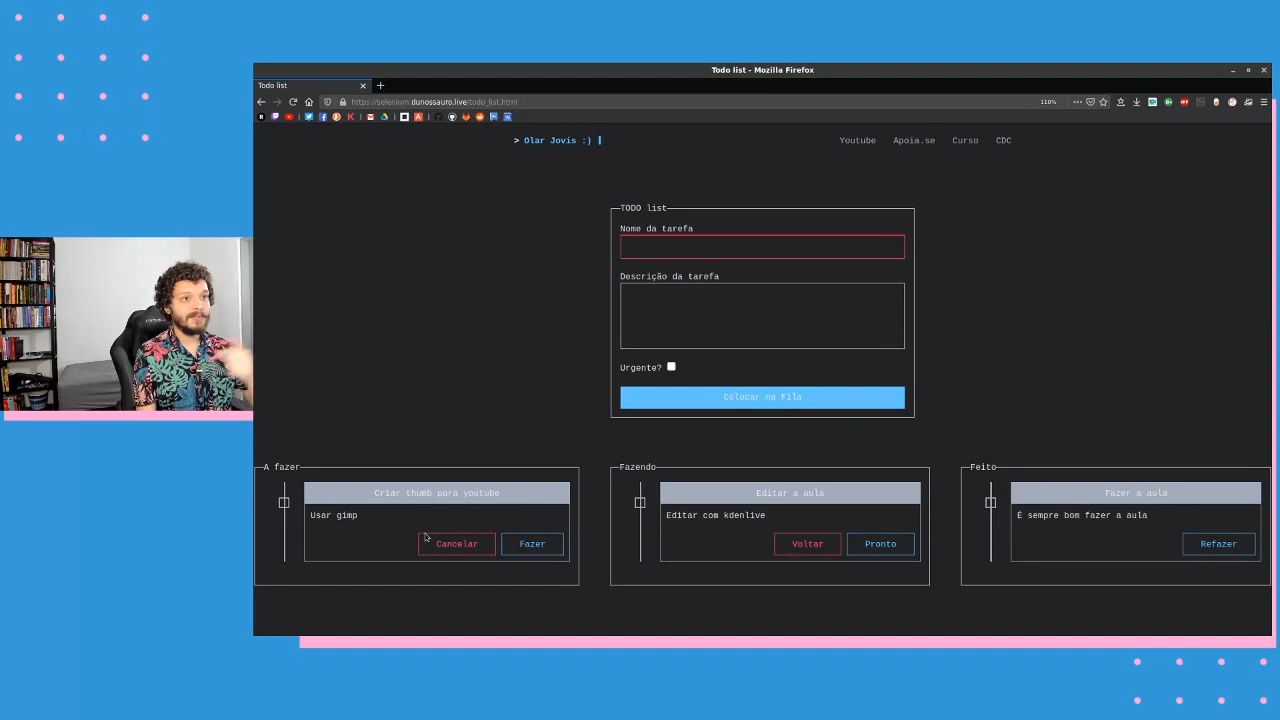 Todo list - Mozilla Firefox
Todo list
https://selenium.dunossauro.live/todo_list.html
110%
> Olar Jovis :)
Youtube Apoia.se Curso CDC
TODO list
Nome da tarefa
Descrição da tarefa
Urgente?
Colocar na Fila
A fazer
Criar thumb para youtube
Usar gimp
Cancelar Fazer
Fazendo
Editar a aula
Editar com kdenlive
Voltar Pronto
Feito
Fazer a aula
É sempre bom fazer a aula
Refazer